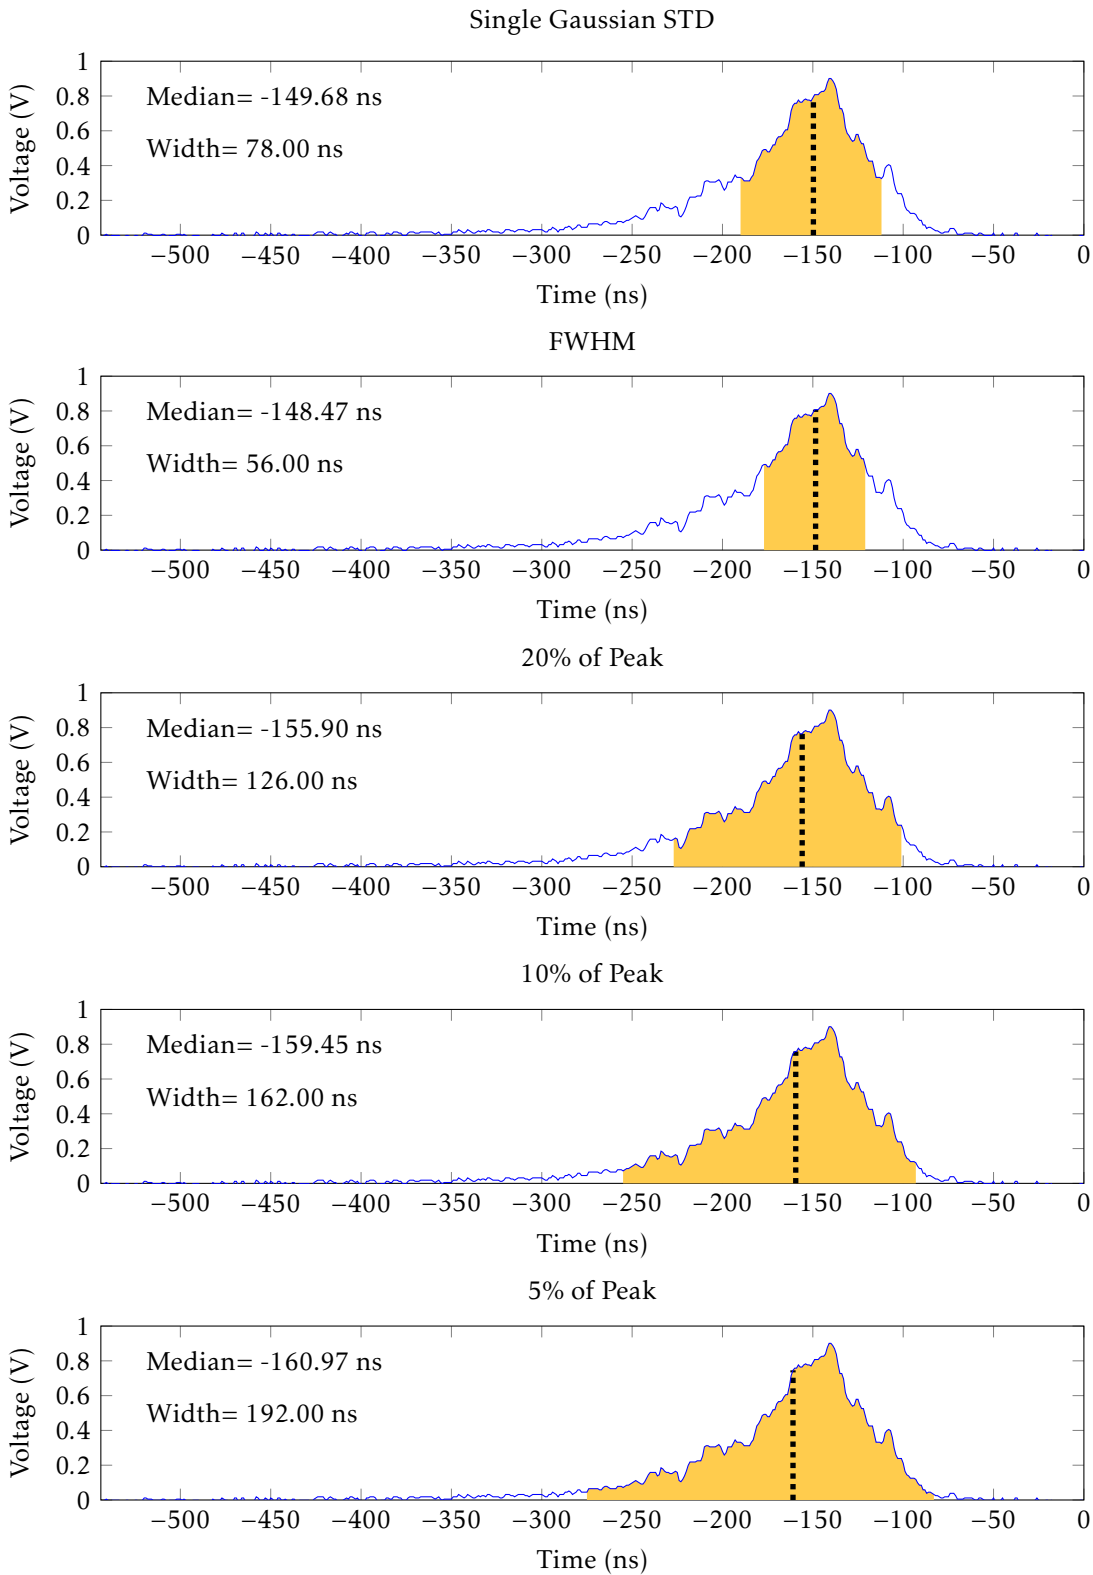 Single Gaussian STD
1
0.8
0.6
0.4
0.2
0
Voltage (V)
Median= -149.68 ns
Width= 78.00 ns
−500 −450 −400 −350 −300 −250 −200 −150 −100 −50 0
Time (ns)
FWHM
1
0.8
0.6
0.4
0.2
0
Voltage (V)
Median= -148.47 ns
Width= 56.00 ns
−500 −450 −400 −350 −300 −250 −200 −150 −100 −50 0
Time (ns)
20% of Peak
1
0.8
0.6
0.4
0.2
0
Voltage (V)
Median= -155.90 ns
Width= 126.00 ns
−500 −450 −400 −350 −300 −250 −200 −150 −100 −50 0
Time (ns)
10% of Peak
1
0.8
0.6
0.4
0.2
0
Voltage (V)
Median= -159.45 ns
Width= 162.00 ns
−500 −450 −400 −350 −300 −250 −200 −150 −100 −50 0
Time (ns)
5% of Peak
1
0.8
0.6
0.4
0.2
0
Voltage (V)
Median= -160.97 ns
Width= 192.00 ns
−500 −450 −400 −350 −300 −250 −200 −150 −100 −50 0
Time (ns)